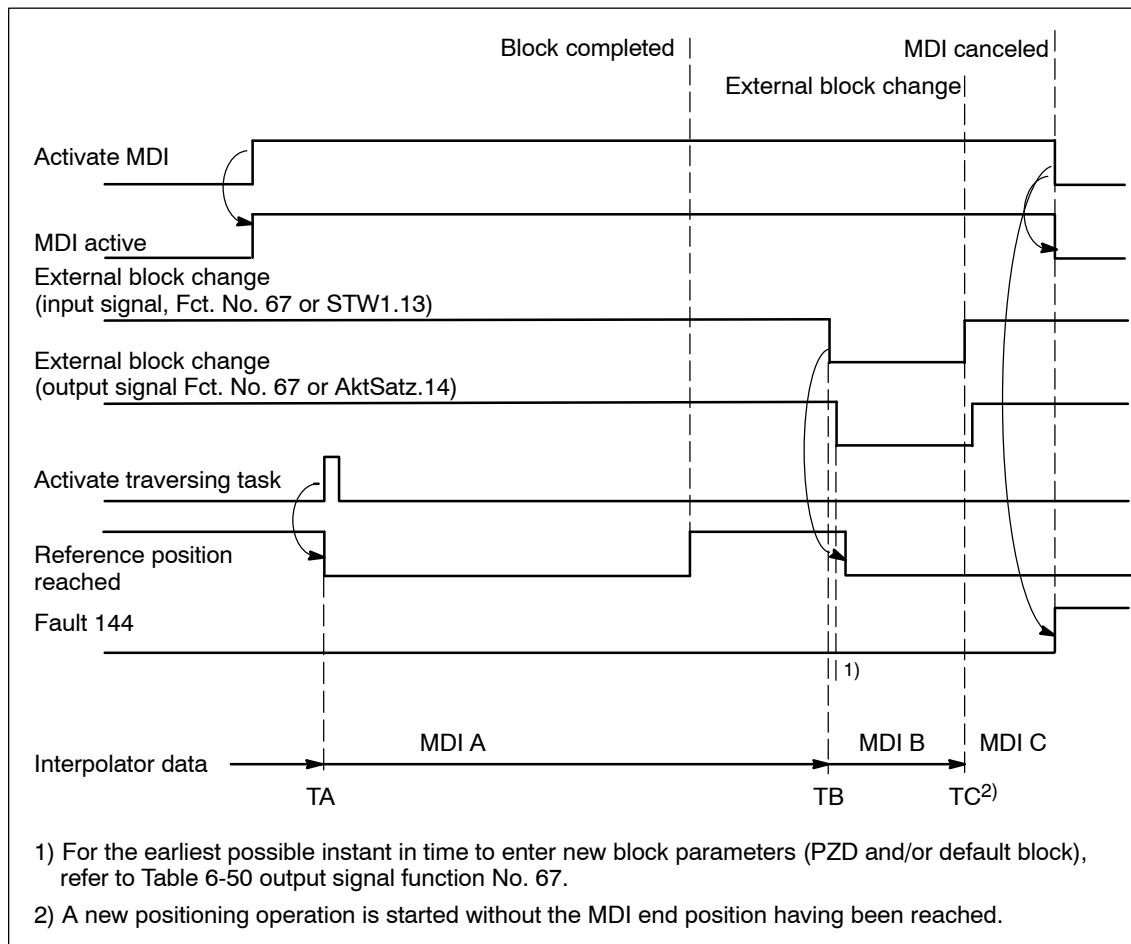 Block completed
MDI canceled
External block change
Activate MDI
MDI active
External block change
(input signal, Fct. No. 67 or STW1.13)
External block change
(output signal Fct. No. 67 or AktSatz.14)
Activate traversing task
Reference position
reached
Fault 144
1)
MDI A
MDI B
MDI C
Interpolator data
TA
TB
TC2)
1) For the earliest possible instant in time to enter new block parameters (PZD and/or default block),
refer to Table 6-50 output signal function No. 67.
2) A new positioning operation is started without the MDI end position having been reached.